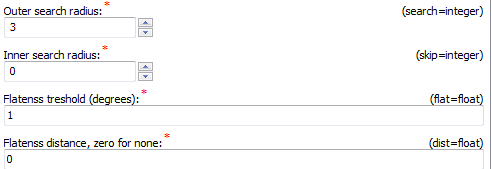 Outer search radius:* (search=integer)
3
Inner search radius:* (skip=integer)
0
Flatenss treshold (degrees):* (flat=float)
1
Flatenss distance, zero for none:* (dist=float)
0